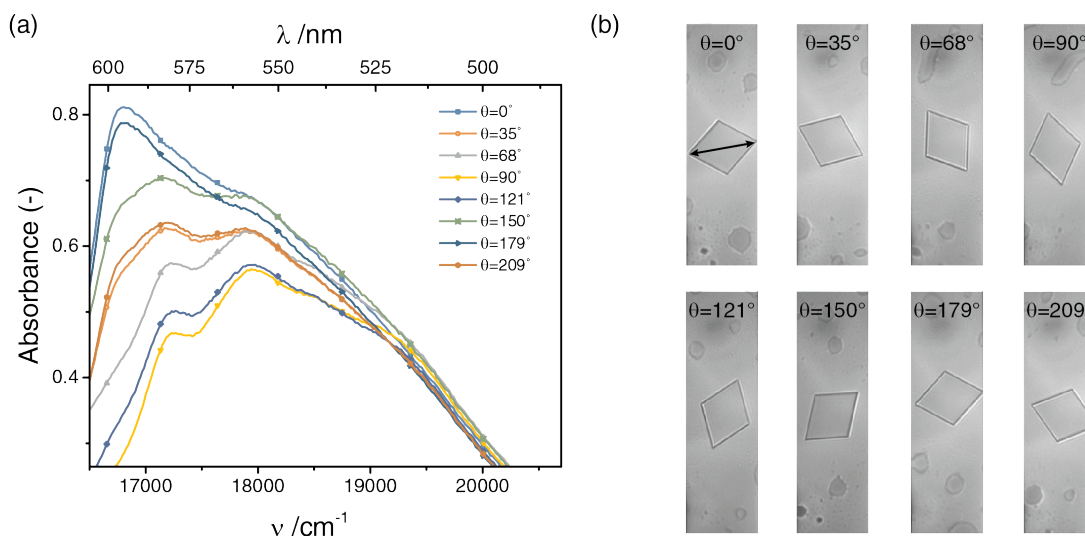 (a)
λ /nm
600 575 550 525 500
Absorbance (-)
0.8
0.6
0.4
θ=0°
θ=35°
θ=68°
θ=90°
θ=121°
θ=150°
θ=179°
θ=209°
17000 18000 19000 20000
ν /cm⁻¹
(b)
θ=0° θ=35° θ=68° θ=90°
θ=121° θ=150° θ=179° θ=209